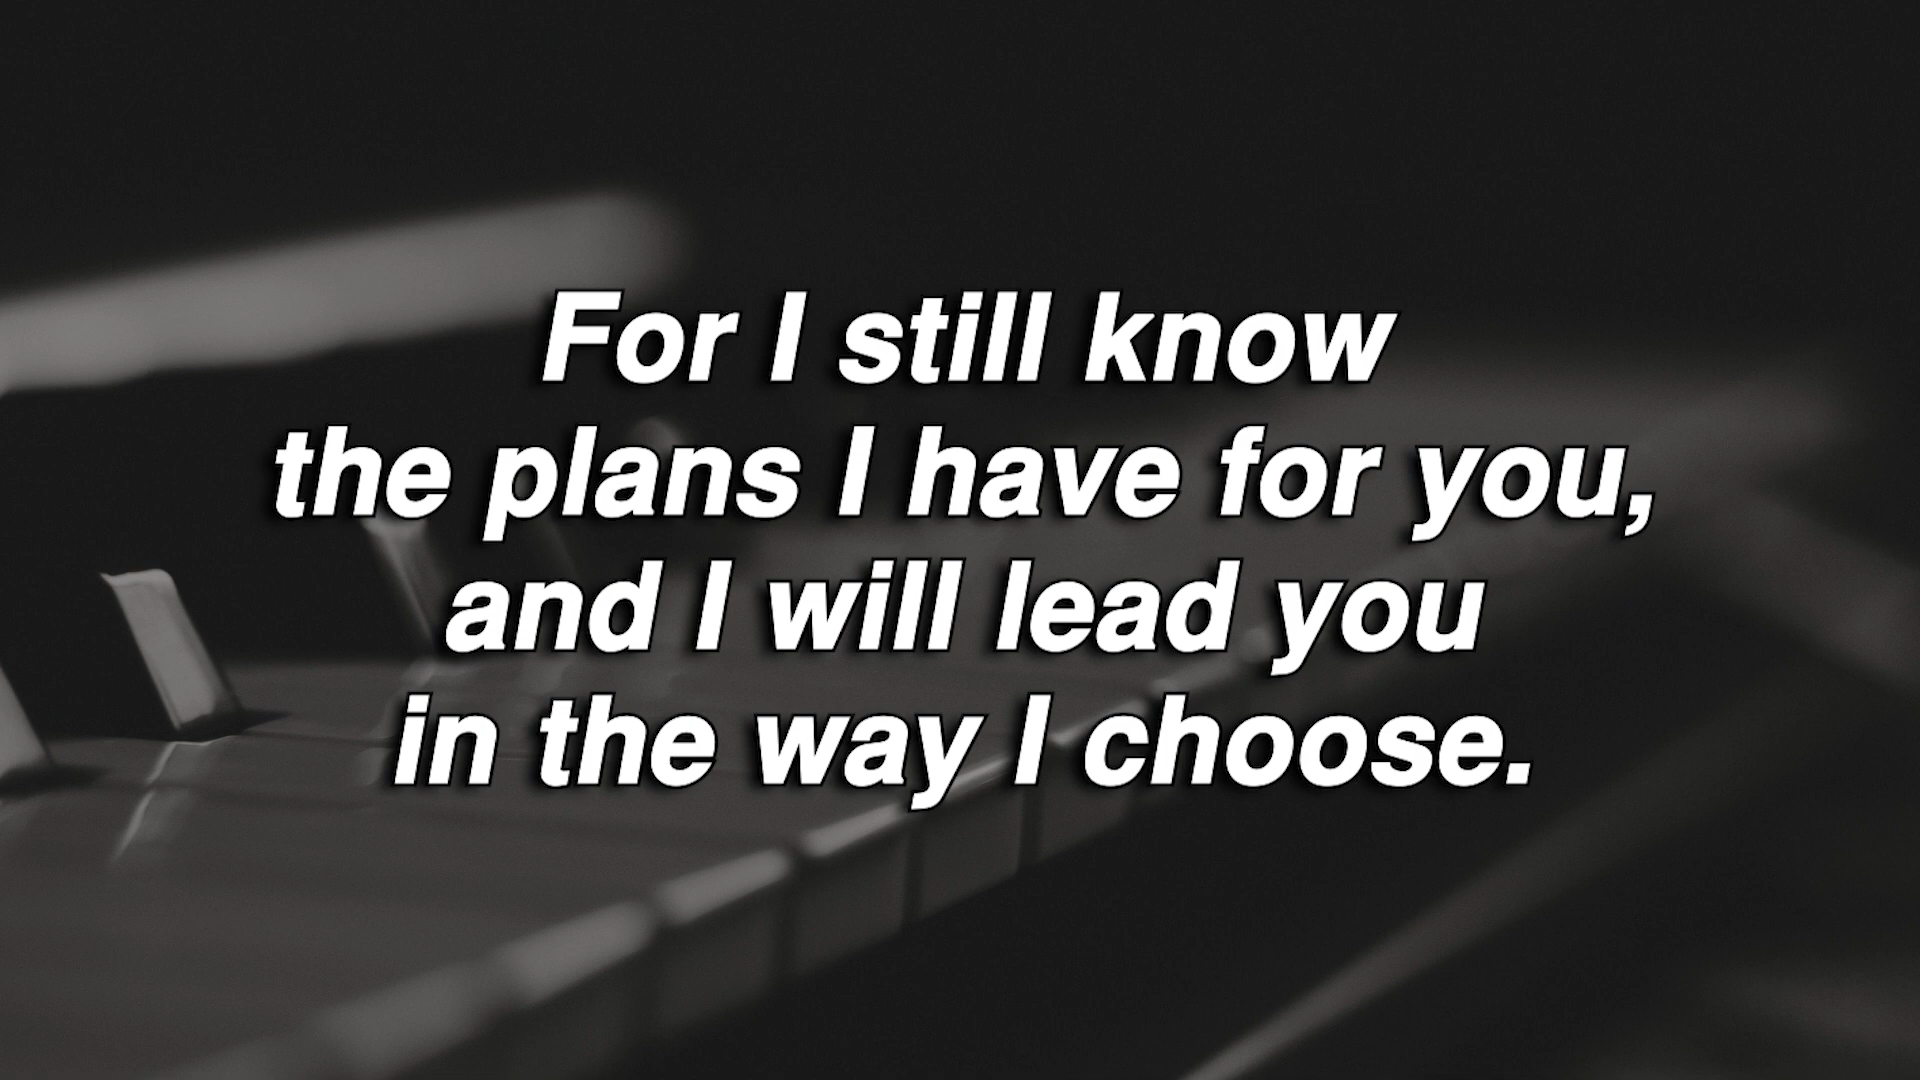 For I still know
the plans I have for you,
and I will lead you
in the way I choose.